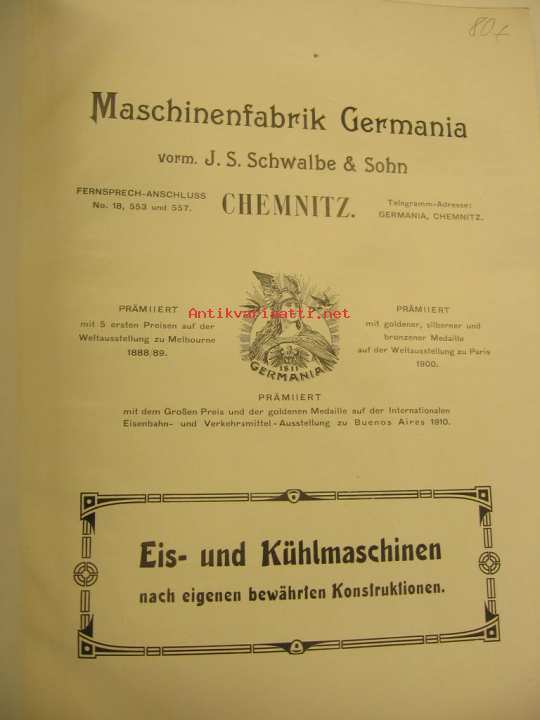 80,-
Maschinenfabrik Germania
vorm. J. S. Schwalbe & Sohn
FERNSPRECH-ANSCHLUSS
No. 18, 553 und 557.
CHEMNITZ.
Telegramm-Adresse:
GERMANIA, CHEMNITZ.
PRÄMIIERT
mit 5 ersten Preisen auf der
Weltausstellung zu Melbourne
1888/89.
Antikvariaatti.net
1811
GERMANIA
PRÄMIIERT
mit goldener, silberner und
bronzener Medaille
auf der Weltausstellung zu Paris
1900.
PRÄMIIERT
mit dem Großen Preis und der goldenen Medaille auf der Internationalen
Eisenbahn- und Verkehrsmittel-Ausstellung zu Buenos Aires 1910.
Eis- und Kühlmaschinen
nach eigenen bewährten Konstruktionen.